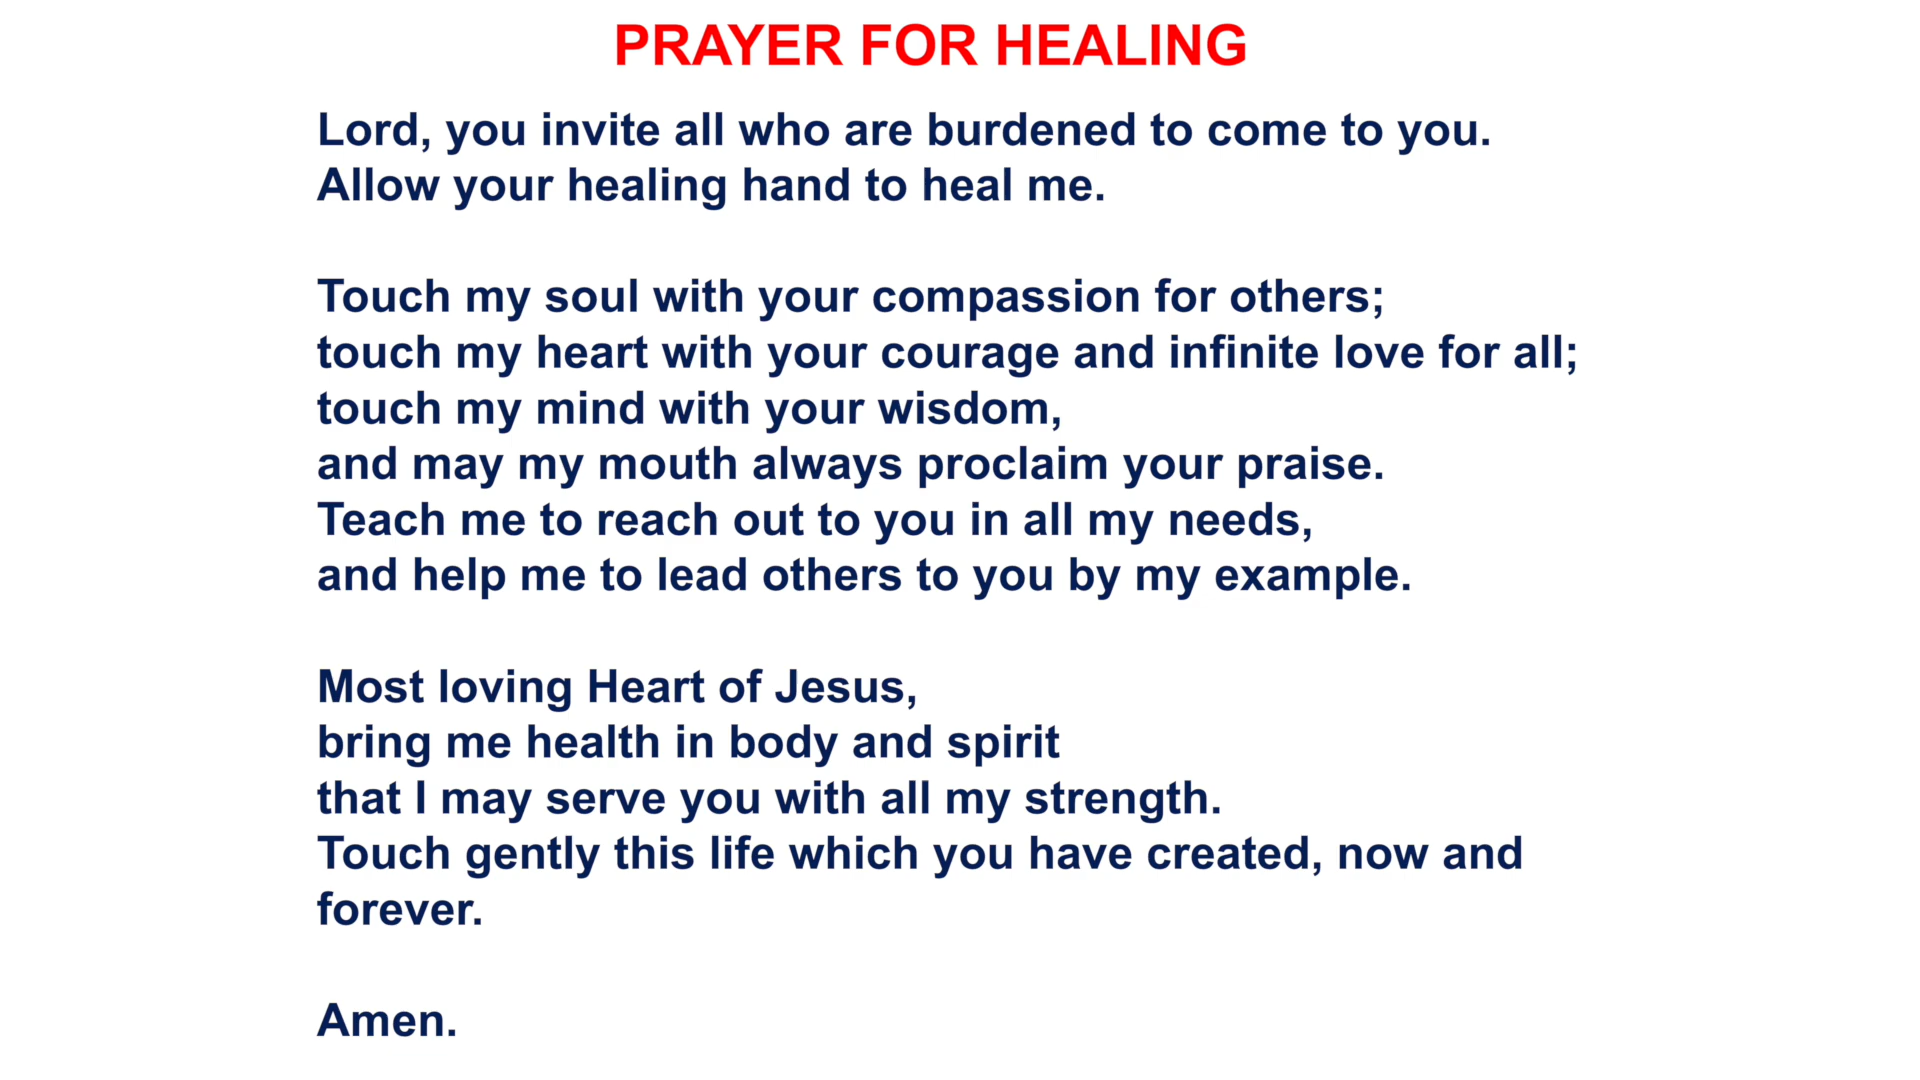 PRAYER FOR HEALING
Lord, you invite all who are burdened to come to you.
Allow your healing hand to heal me.
Touch my soul with your compassion for others;
touch my heart with your courage and infinite love for all;
touch my mind with your wisdom,
and may my mouth always proclaim your praise.
Teach me to reach out to you in all my needs,
and help me to lead others to you by my example.
Most loving Heart of Jesus,
bring me health in body and spirit
that I may serve you with all my strength.
Touch gently this life which you have created, now and
forever.
Amen.